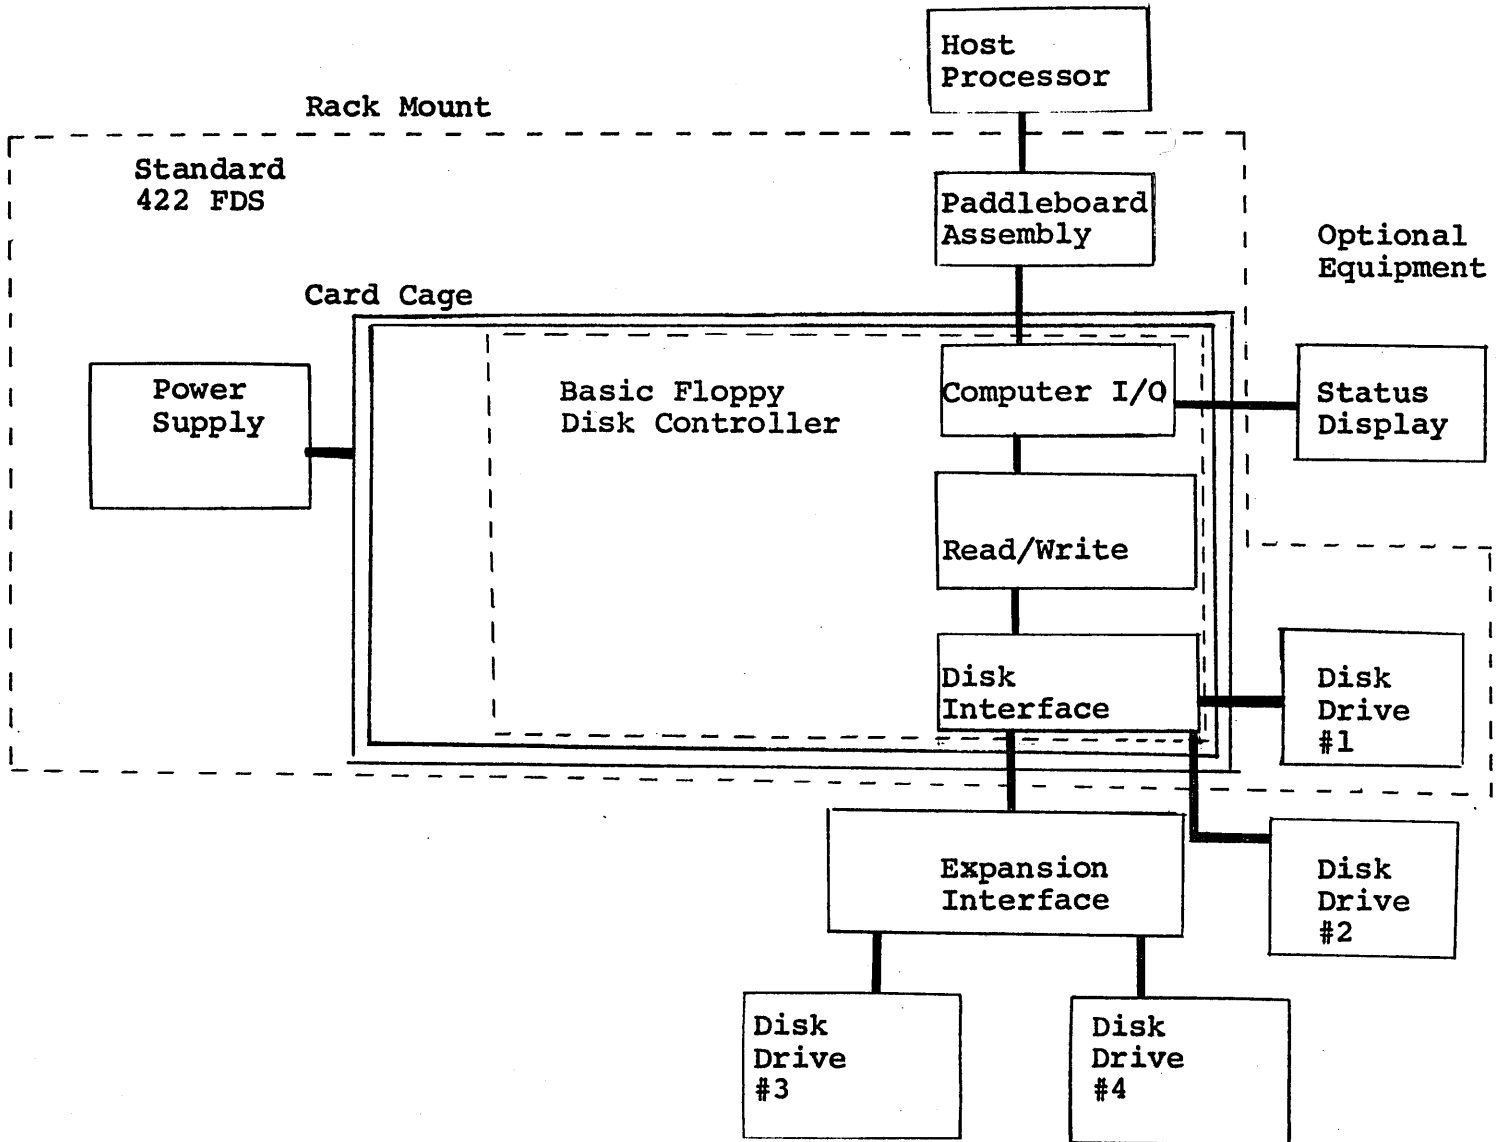 Host
Processor
Rack Mount
Standard
422 FDS
Paddleboard
Assembly
Optional
Equipment
Card Cage
Power
Supply
Basic Floppy
Disk Controller
Computer I/O
Status
Display
Read/Write
Disk
Interface
Disk
Drive
#1
Expansion
Interface
Disk
Drive
#2
Disk
Drive
#3
Disk
Drive
#4